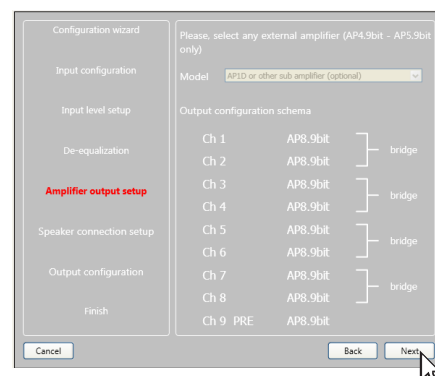 Configuration wizard
Input configuration
Input level setup
De-equalization
Amplifier output setup
Speaker connection setup
Output configuration
Finish
Please, select any external amplifier (AP4.9bit - AP5.9bit
only)
Model AP1D or other sub amplifier (optional)
Output configuration schema
Ch 1 AP8.9bit
bridge
Ch 2 AP8.9bit
Ch 3 AP8.9bit
bridge
Ch 4 AP8.9bit
Ch 5 AP8.9bit
bridge
Ch 6 AP8.9bit
Ch 7 AP8.9bit
bridge
Ch 8 AP8.9bit
Ch 9 PRE AP8.9bit
Cancel Back Next